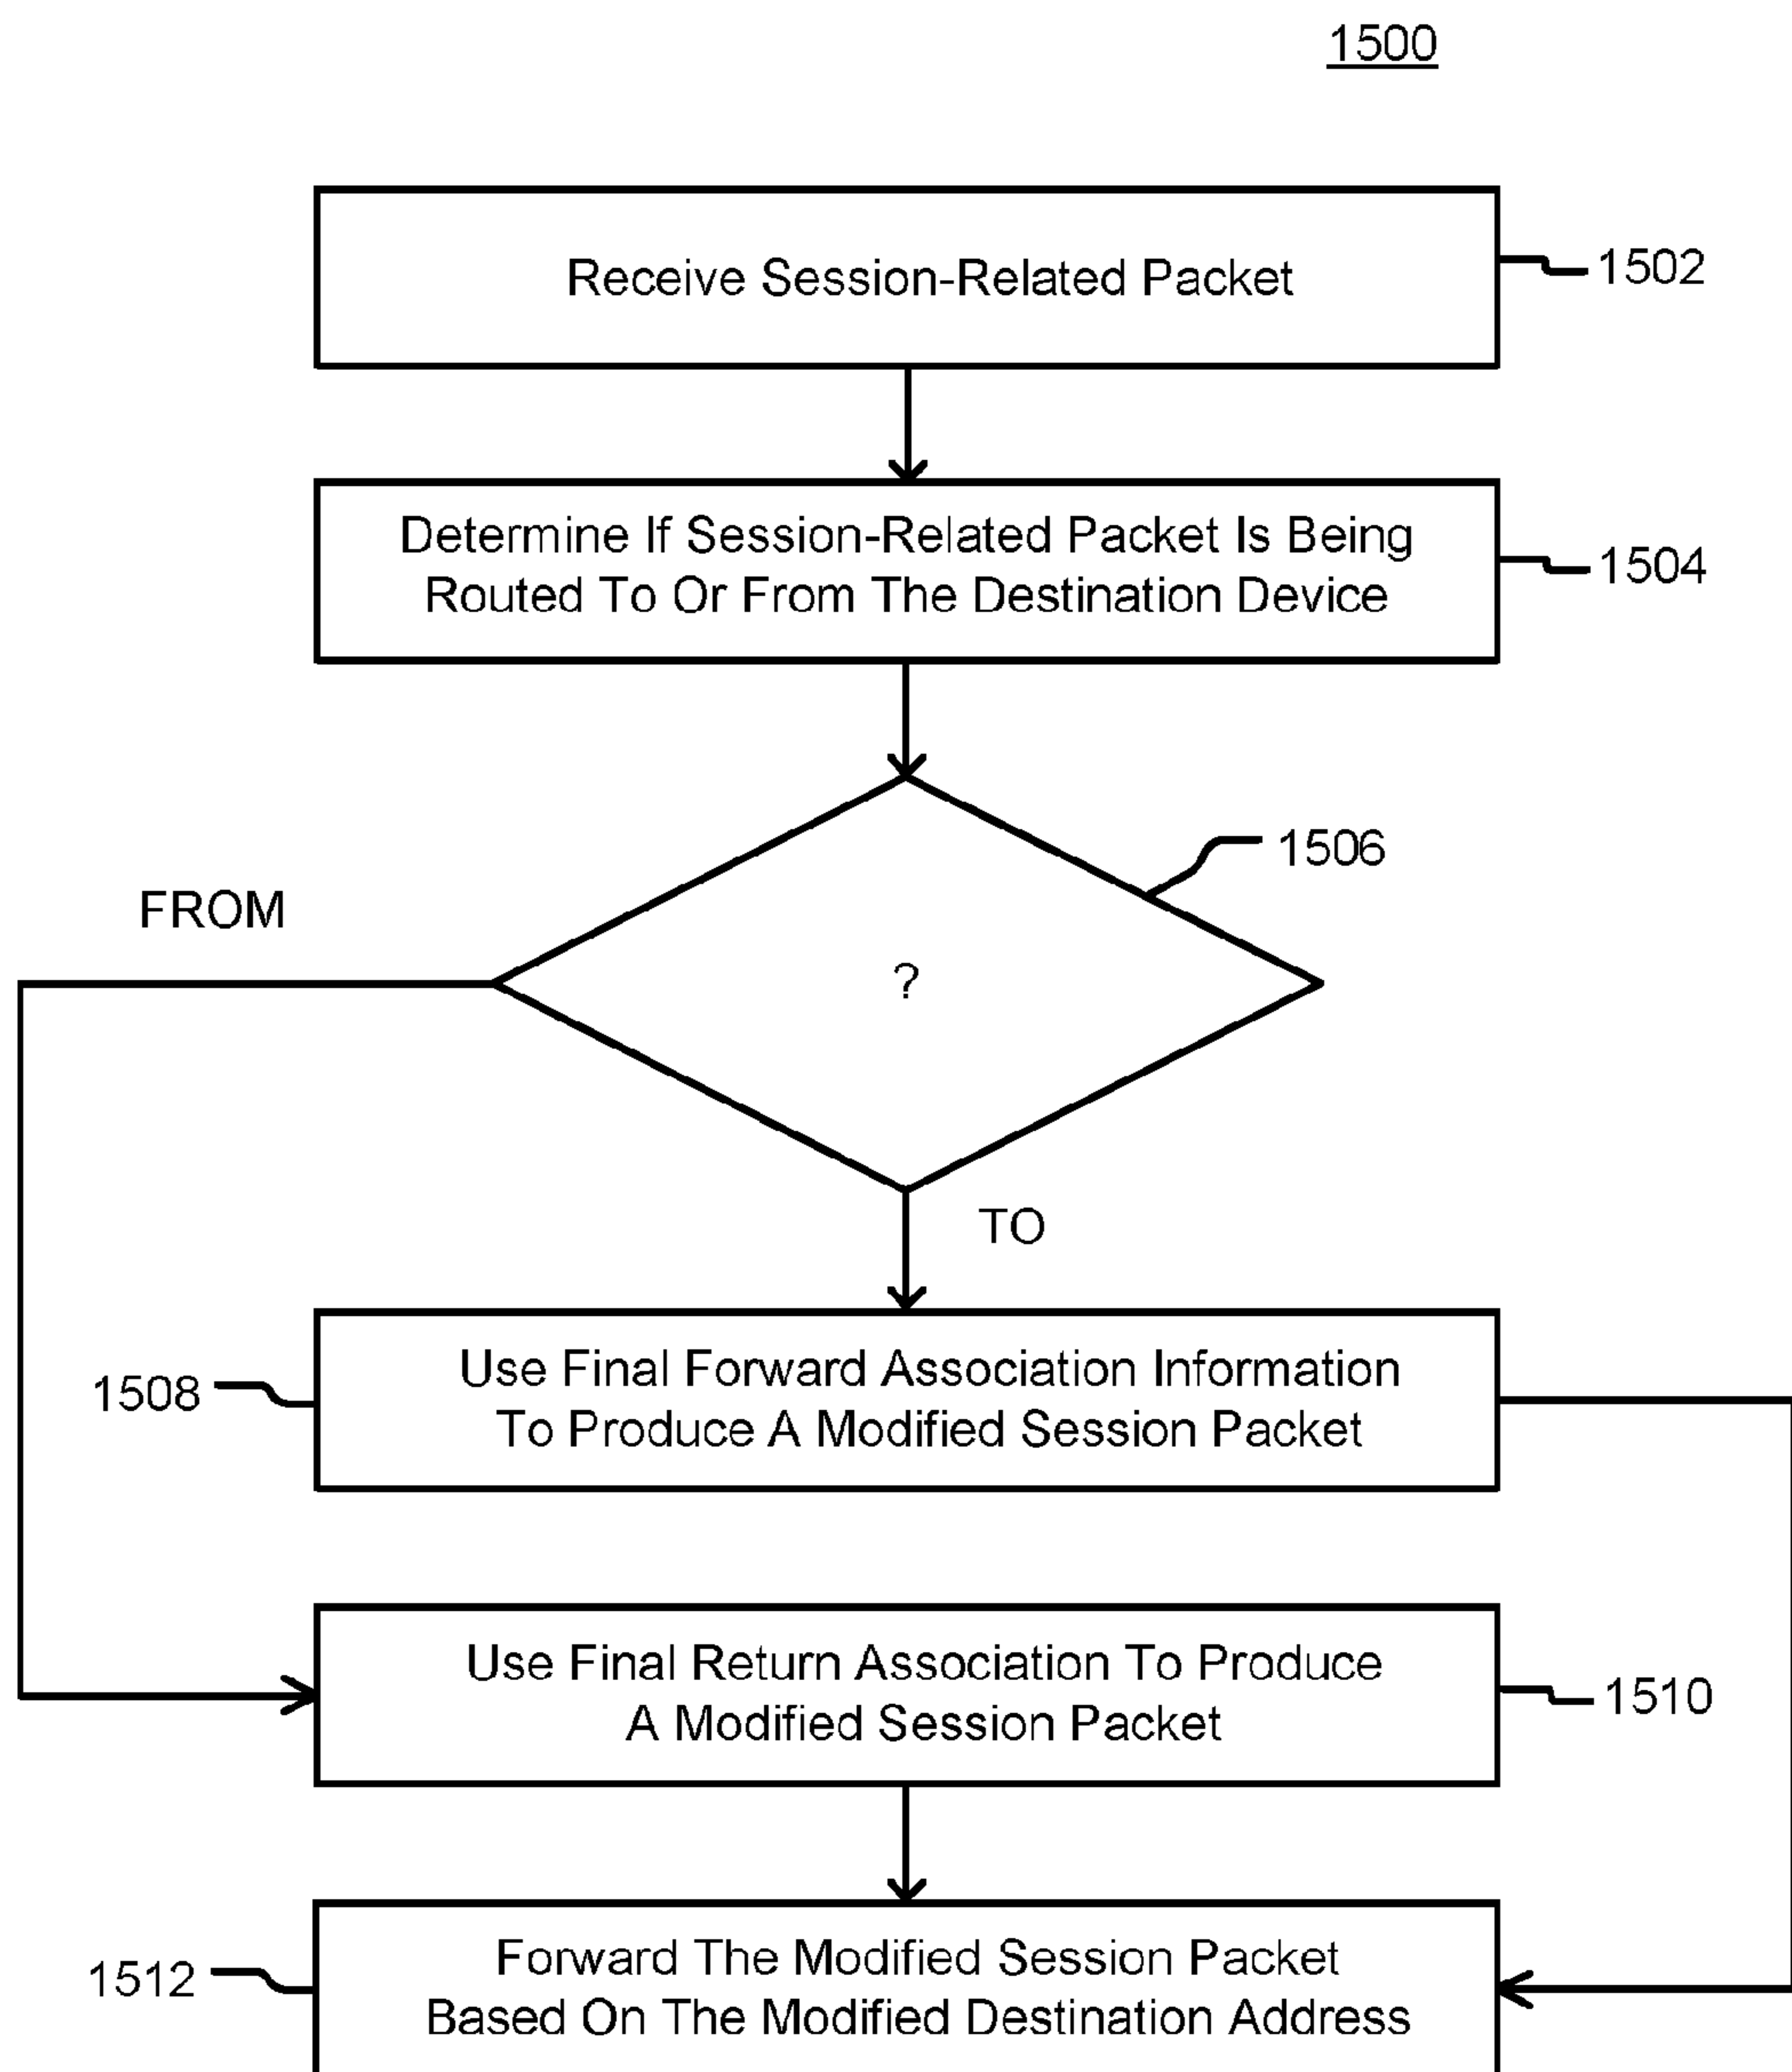 1500
Receive Session-Related Packet
1502
Determine If Session-Related Packet Is Being
Routed To Or From The Destination Device
1504
1506
FROM
?
TO
1508
Use Final Forward Association Information
To Produce A Modified Session Packet
Use Final Return Association To Produce
A Modified Session Packet
1510
1512
Forward The Modified Session Packet
Based On The Modified Destination Address